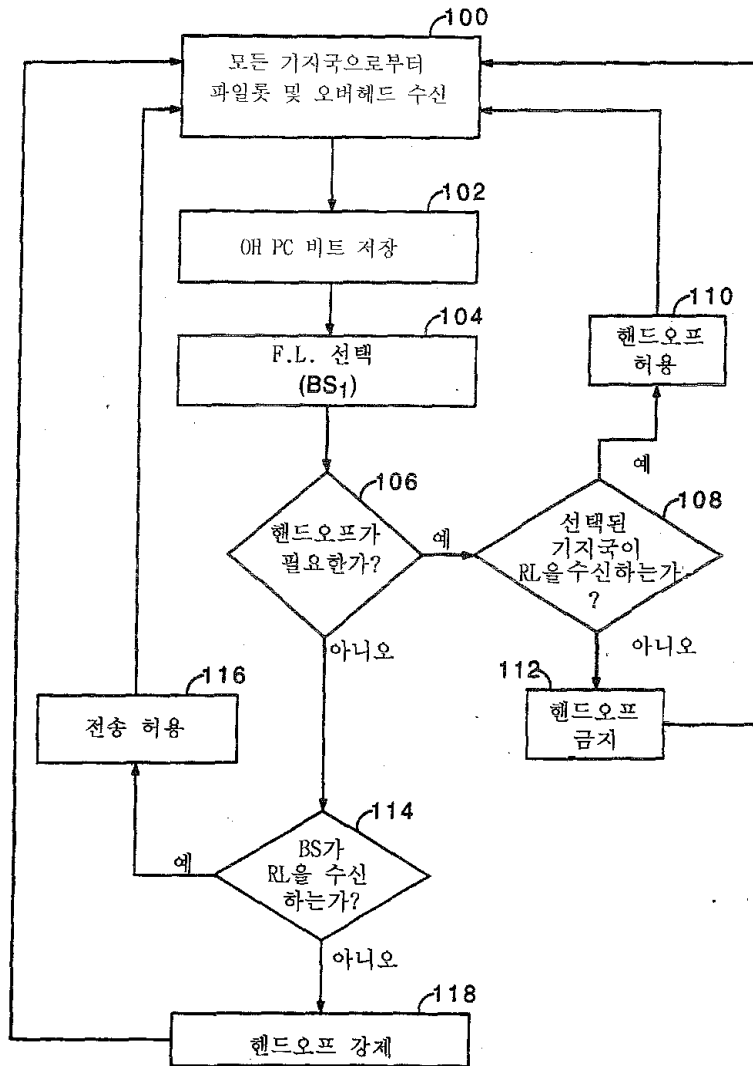 100
모든 기지국으로부터
파일롯 및 오버헤드 수신
102
OH PC 비트 저장
104
F.L. 선택
(BS1)
106
핸드오프가
필요한가?
예
108
선택된
기지국이
RL을수신하는가
?
예
110
핸드오프
허용
아니오
112
핸드오프
금지
아니오
114
BS가
RL을 수신
하는가?
예
116
전송 허용
아니오
118
핸드오프 강제